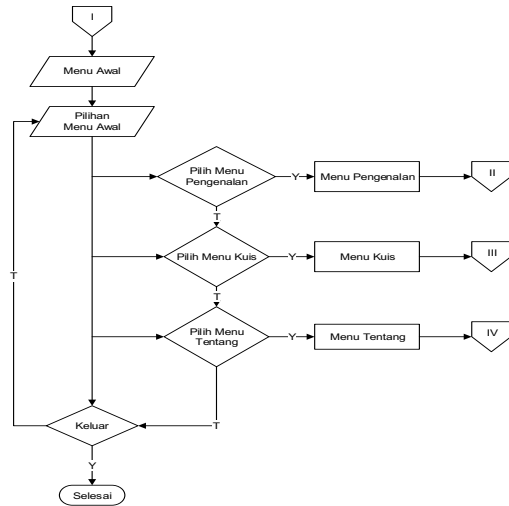 I
Menu Awal
Pilihan
Menu Awal
Pilih Menu
Pengenalan
Y
Menu Pengenalan
II
T
Pilih Menu Kuis
Y
Menu Kuis
III
T
T
Pilih Menu
Tentang
Y
Menu Tentang
IV
Keluar
T
Y
Selesai